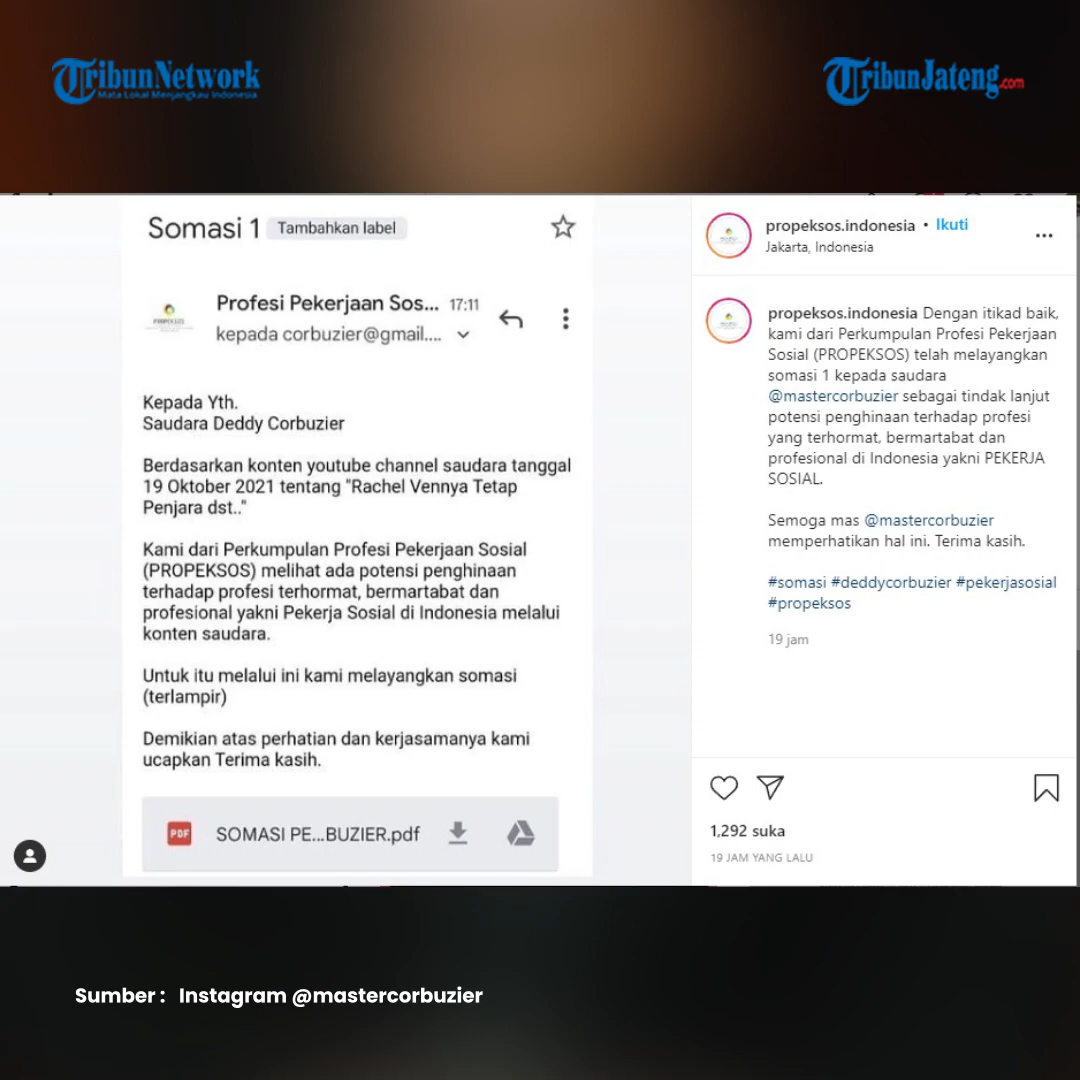 TribunNetwork
Mata Lokal Menjangkau Indonesia
TribunJateng.com
Somasi 1 Tambahkan label
Profesi Pekerjaan Sos... 17:11
kepada corbuzier@gmail....
Kepada Yth.
Saudara Deddy Corbuzier
Berdasarkan konten youtube channel saudara tanggal
19 Oktober 2021 tentang "Rachel Vennya Tetap
Penjara dst.."
Kami dari Perkumpulan Profesi Pekerjaan Sosial
(PROPEKSOS) melihat ada potensi penghinaan
terhadap profesi terhormat, bermartabat dan
profesional yakni Pekerja Sosial di Indonesia melalui
konten saudara.
Untuk itu melalui ini kami melayangkan somasi
(terlampir)
Demikian atas perhatian dan kerjasamanya kami
ucapkan Terima kasih.
PDF SOMASI PE...BUZIER.pdf
propeksos.indonesia • Ikuti
Jakarta, Indonesia
propeksos.indonesia Dengan itikad baik,
kami dari Perkumpulan Profesi Pekerjaan
Sosial (PROPEKSOS) telah melayangkan
somasi 1 kepada saudara
@mastercorbuzier sebagai tindak lanjut
potensi penghinaan terhadap profesi
yang terhormat, bermartabat dan
profesional di Indonesia yakni PEKERJA
SOSIAL.
Semoga mas @mastercorbuzier
memperhatikan hal ini. Terima kasih.
#somasi #deddycorbuzier #pekerjasosial
#propeksos
19 jam
1,292 suka
19 JAM YANG LALU
Sumber : Instagram @mastercorbuzier